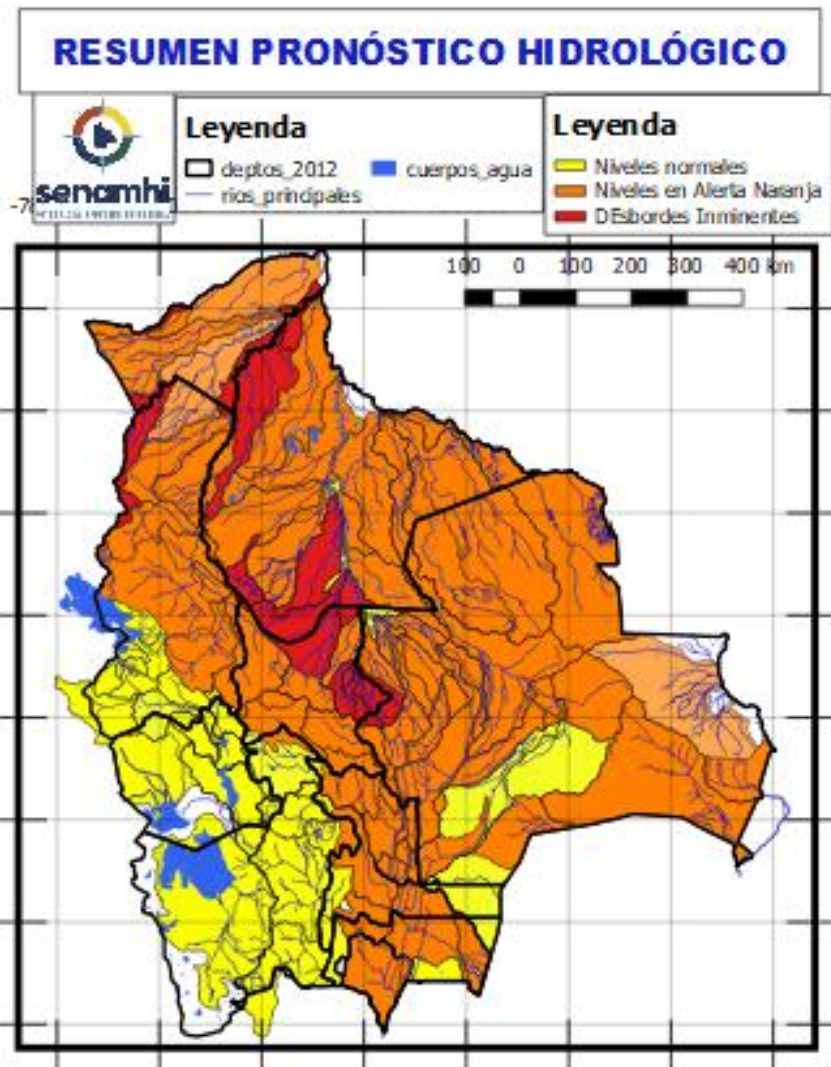 RESUMEN PRONÓSTICO HIDROLÓGICO
senamhi
Leyenda
deptos_2012
cuerpos_agua
rios_principales
Leyenda
Niveles normales
Niveles en Alerta Naranja
DEsbordes Inminentes
100 0 100 200 300 400 km